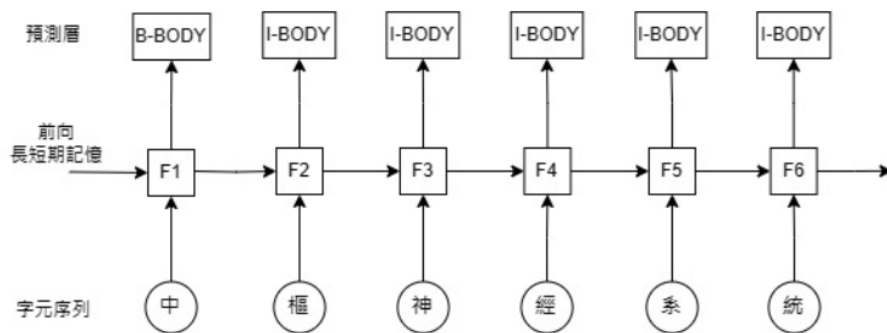 預測層
B-BODY I-BODY I-BODY I-BODY I-BODY I-BODY
前向
長短期記憶
F1 F2 F3 F4 F5 F6
字元序列
中 樞 神 經 系 統